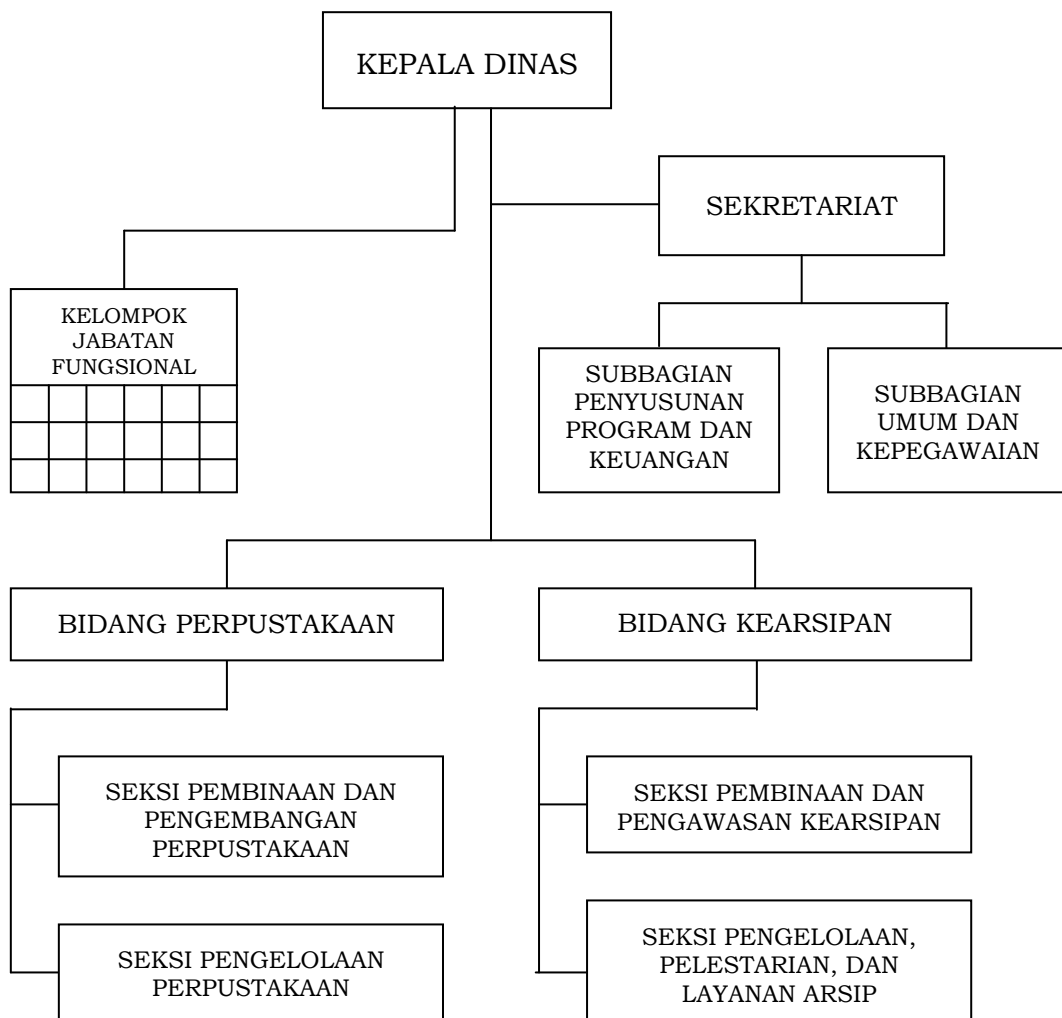 KEPALA DINAS
SEKRETARIAT
KELOMPOK
JABATAN
FUNGSIONAL
SUBBAGIAN
PENYUSUNAN
PROGRAM DAN
KEUANGAN
SUBBAGIAN
UMUM DAN
KEPEGAWAIAN
BIDANG PERPUSTAKAAN
BIDANG KEARSIPAN
SEKSI PEMBINAAN DAN
PENGEMBANGAN
PERPUSTAKAAN
SEKSI PEMBINAAN DAN
PENGAWASAN KEARSIPAN
SEKSI PENGELOLAAN
PERPUSTAKAAN
SEKSI PENGELOLAAN,
PELESTARIAN, DAN
LAYANAN ARSIP